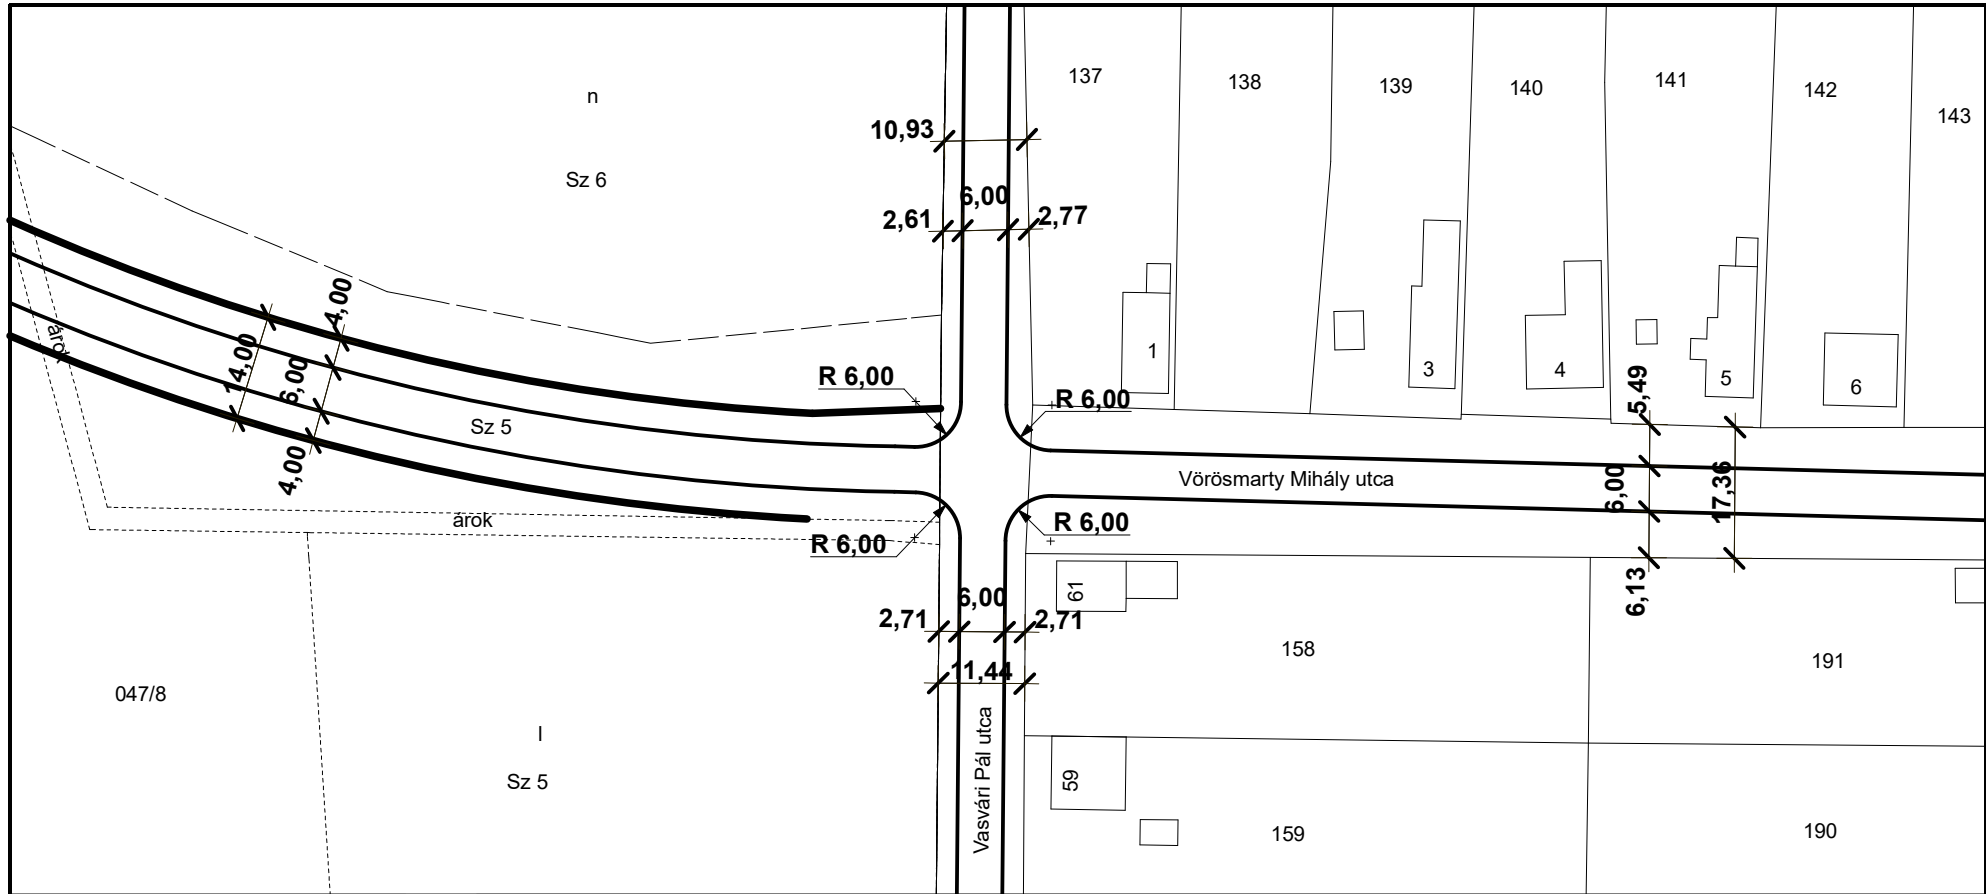 137
138
139
140
141
142
143
n
Sz 6
10,93
6,00
2,61
2,77
4,00
14,00
6,00
4,00
árok
Sz 5
R 6,00
R 6,00
1
3
4
5
6
5,49
6,00
17,36
6,13
Vörösmarty Mihály utca
árok
R 6,00
R 6,00
61
6,00
2,71
2,71
11,44
158
191
047/8
l
Sz 5
Vasvári Pál utca
59
159
190